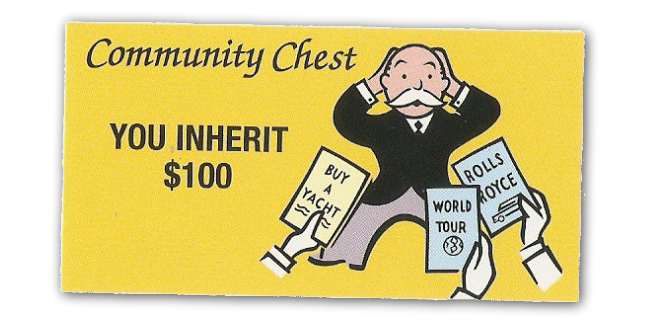 Community Chest
YOU INHERIT
$100
BUY
A
YACHT
WORLD
TOUR
ROLLS
ROYCE